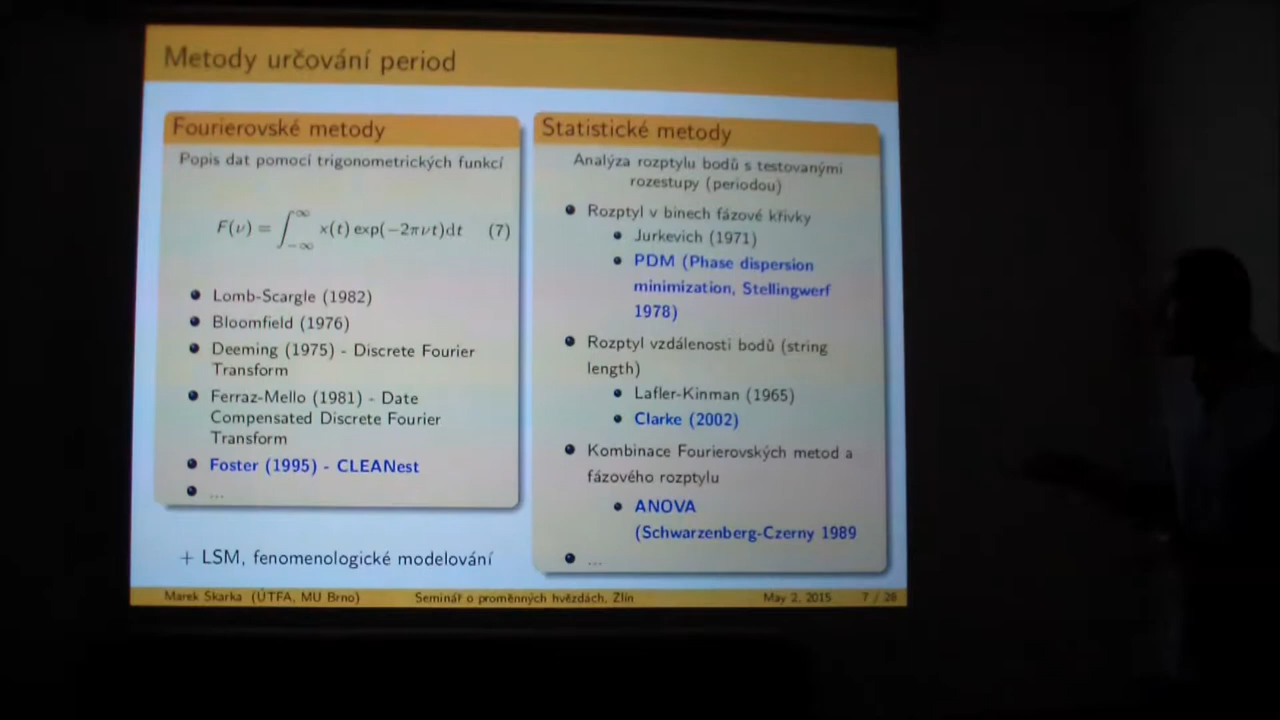 Metody určování period
Fourierovské metody
Popis dat pomocí trigonometrických funkcí
F(ν) = ∫_{-∞}^{∞} x(t) exp(−2πνt)dt (7)
Lomb-Scargle (1982)
Bloomfield (1976)
Deeming (1975) - Discrete Fourier
Transform
Ferraz-Mello (1981) - Date
Compensated Discrete Fourier
Transform
Foster (1995) - CLEANest
...
+ LSM, fenomenologické modelování
Statistické metody
Analýza rozptylu bodů s testovanými
rozestupy (periodou)
Rozptyl v binech fázové křivky
Jurkevich (1971)
PDM (Phase dispersion
minimization, Stellingwerf
1978)
Rozptyl vzdálenosti bodů (string
length)
Lafler-Kinman (1965)
Clarke (2002)
Kombinace Fourierovských metod a
fázového rozptylu
ANOVA
(Schwarzenberg-Czerny 1989
...
Marek Skarka (ÚTFA, MU Brno) Seminář o proměnných hvězdách, Zlín May 2, 2015 7 / 28